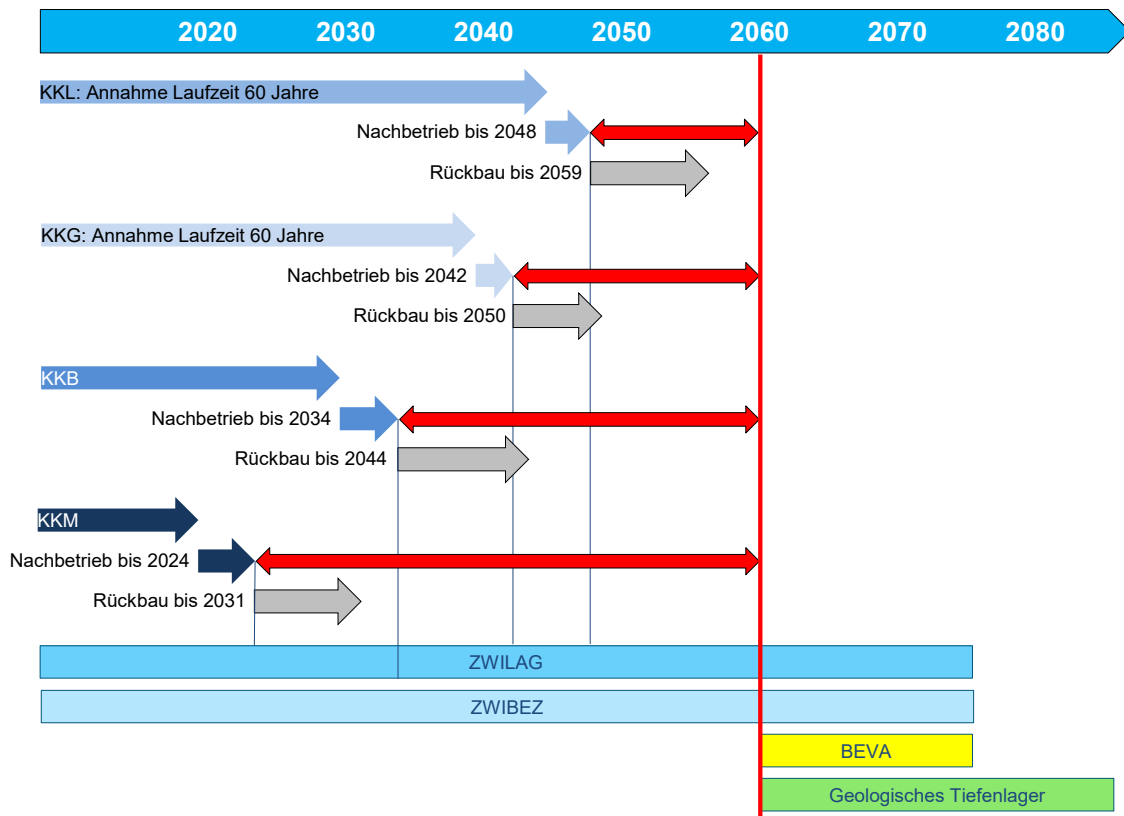 2020 2030 2040 2050 2060 2070 2080
KKL: Annahme Laufzeit 60 Jahre
Nachbetrieb bis 2048
Rückbau bis 2059
KKG: Annahme Laufzeit 60 Jahre
Nachbetrieb bis 2042
Rückbau bis 2050
KKB
Nachbetrieb bis 2034
Rückbau bis 2044
KKM
Nachbetrieb bis 2024
Rückbau bis 2031
ZWILAG
ZWIBEZ
BEVA
Geologisches Tiefenlager